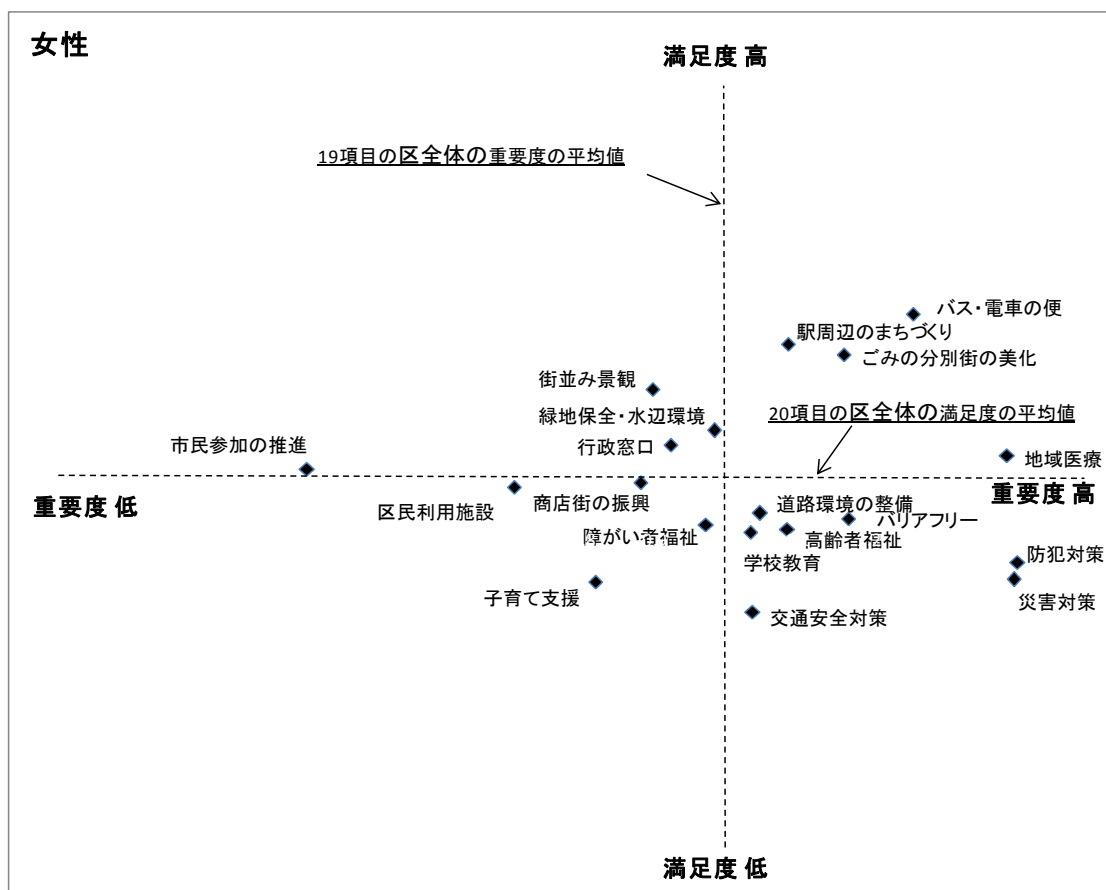 女性
満足度 高
19項目の区全体の重要度の平均値
バス・電車の便
駅周辺のまちづくり
ごみの分別街の美化
街並み景観
緑地保全・水辺環境
20項目の区全体の満足度の平均値
行政窓口
市民参加の推進
地域医療
重要度 低
重要度 高
区民利用施設
商店街の振興
道路環境の整備
バリアフリー
障がい者福祉
高齢者福祉
学校教育
防犯対策
子育て支援
災害対策
交通安全対策
満足度 低